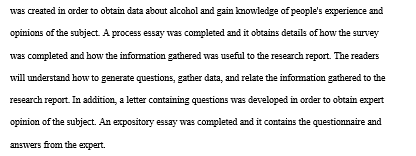 was created in order to obtain data about alcohol and gain knowledge of people's experience and
opinions of the subject. A process essay was completed and it obtains details of how the survey
was completed and how the information gathered was useful to the research report. The readers
will understand how to generate questions, gather data, and relate the information gathered to the
research report. In addition, a letter containing questions was developed in order to obtain expert
opinion of the subject. An expository essay was completed and it contains the questionnaire and
answers from the expert.